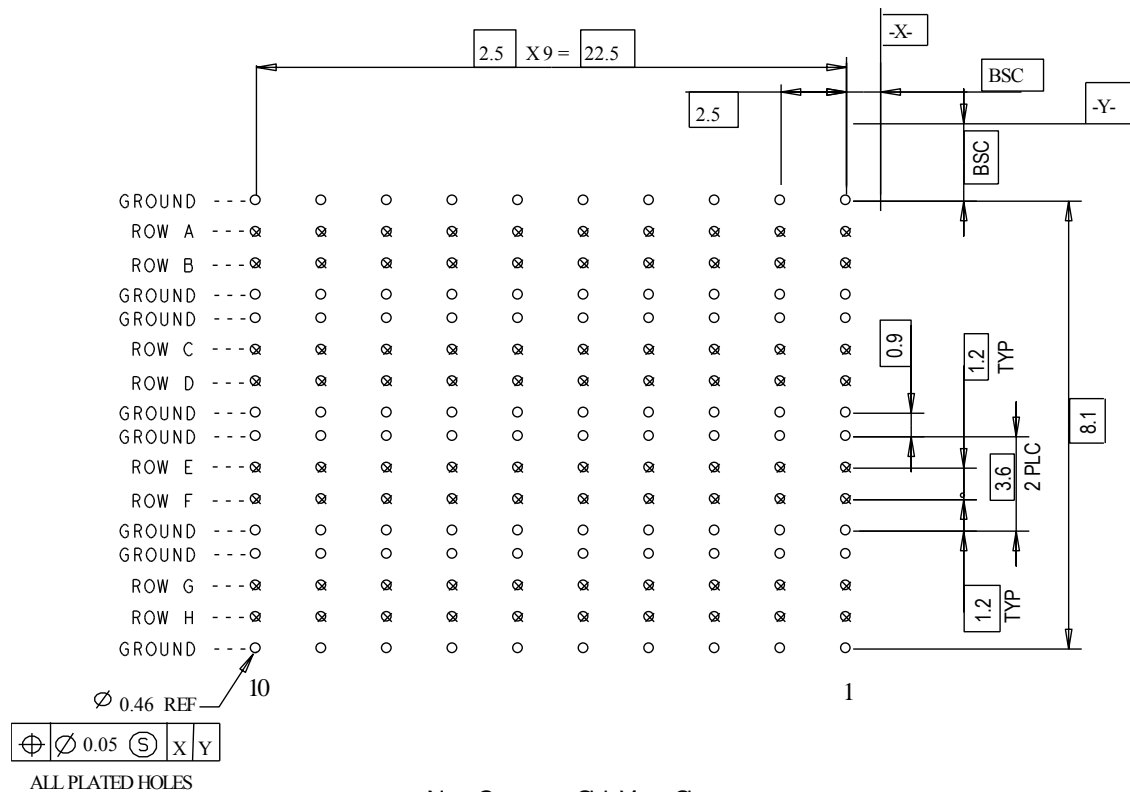 -X-
2.5 X 9 = 22.5
BSC
2.5
-Y-
BSC
GROUND ---
ROW A ---
ROW B ---
GROUND ---
GROUND ---
ROW C ---
0.9
1.2 TYP
ROW D ---
GROUND ---
8.1
GROUND ---
ROW E ---
3.6
2 PLC
ROW F ---
GROUND ---
GROUND ---
ROW G ---
1.2 TYP
ROW H ---
GROUND ---
10
1
Ø 0.46 REF
⌖ Ø 0.05 Ⓢ X Y
ALL PLATED HOLES